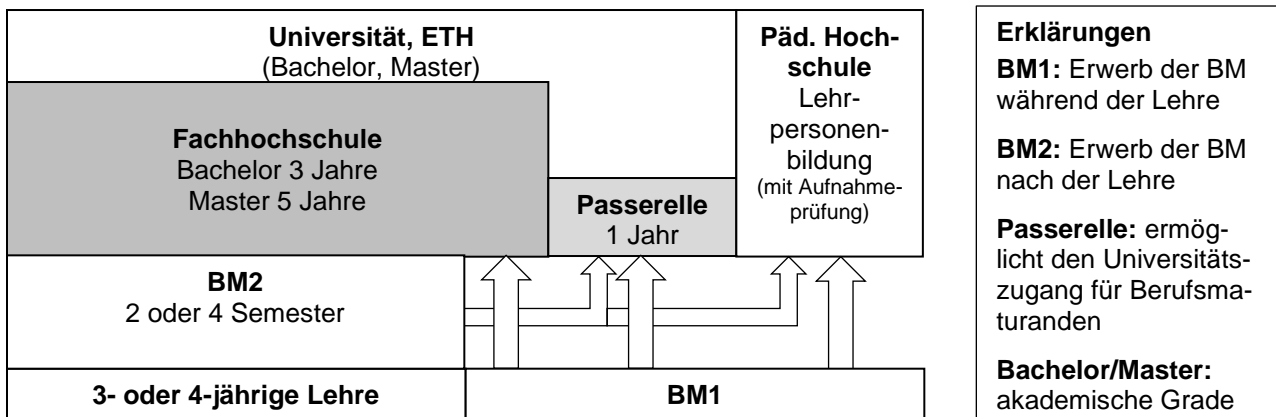 Universität, ETH
(Bachelor, Master)
Päd. Hoch-
schule
Lehr-
personen-
bildung
(mit Aufnahme-
prüfung)
Fachhochschule
Bachelor 3 Jahre
Master 5 Jahre
Passerelle
1 Jahr
BM2
2 oder 4 Semester
3- oder 4-jährige Lehre
BM1
Erklärungen
BM1: Erwerb der BM
während der Lehre
BM2: Erwerb der BM
nach der Lehre
Passerelle: ermög-
licht den Universitäts-
zugang für Berufsma-
turanden
Bachelor/Master:
akademische Grade